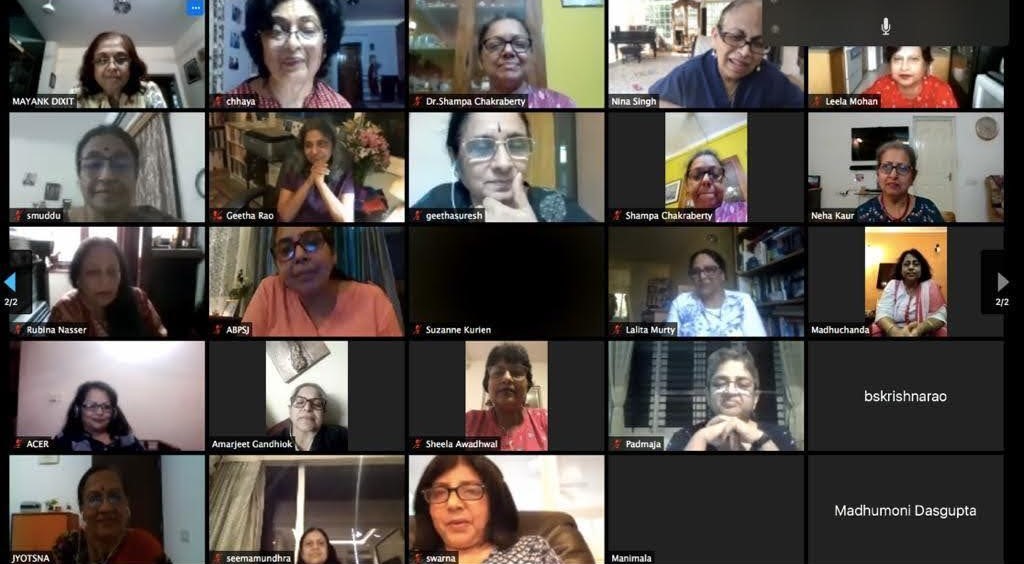 MAYANK DIXIT
chhaya
Dr.Shampa Chakraberty
Nina Singh
Leela Mohan
smuddu
Geetha Rao
geethasuresh
Shampa Chakraberty
Neha Kaur
2/2
2/2
Rubina Nasser
ABPSJ
Suzanne Kurien
Lalita Murty
Madhuchanda
ACER
Amarjeet Gandhiok
Sheela Awadhwal
Padmaja
bskrishnarao
JYOTSNA
seemamundhra
swarna
Manimala
Madhumoni Dasgupta